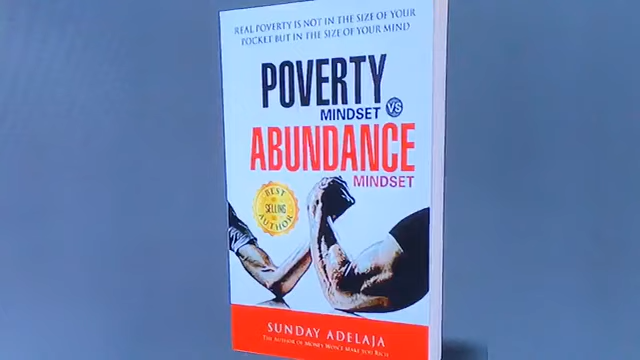 REAL POVERTY IS NOT IN THE SIZE OF YOUR
POCKET BUT IN THE SIZE OF YOUR MIND
POVERTY
MINDSET VS
ABUNDANCE
MINDSET
BEST
SELLING
AUTHOR
SUNDAY ADELAJA
THE AUTHOR OF MONEY WON'T MAKE YOU RICH